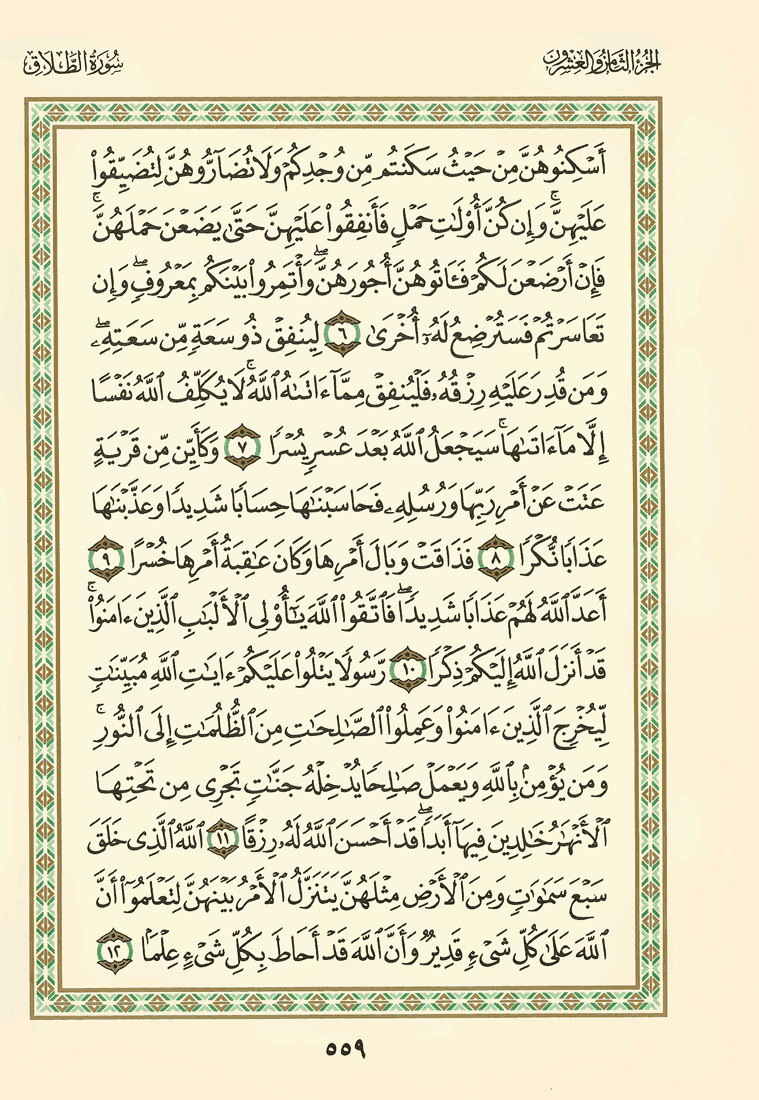 الجزء الثامن والعشرون
سورة الطلاق
أَسْكِنُوهُنَّ مِنْ حَيْثُ سَكَنتُم مِّن وُجْدِكُمْ وَلَا تُضَآرُّوهُنَّ لِتُضَيِّقُوا۟
عَلَيْهِنَّ ۚ وَإِن كُنَّ أُو۟لَـٰتِ حَمْلٍ فَأَنفِقُوا۟ عَلَيْهِنَّ حَتَّىٰ يَضَعْنَ حَمْلَهُنَّ ۚ
فَإِنْ أَرْضَعْنَ لَكُمْ فَـَٔاتُوهُنَّ أُجُورَهُنَّ ۖ وَأْتَمِرُوا۟ بَيْنَكُم بِمَعْرُوفٍ ۖ وَإِن
تَعَاسَرْتُمْ فَسَتُرْضِعُ لَهُۥٓ أُخْرَىٰ ٦ لِيُنفِقْ ذُو سَعَةٍ مِّن سَعَتِهِۦ ۖ
وَمَن قُدِرَ عَلَيْهِ رِزْقُهُۥ فَلْيُنفِقْ مِمَّآ ءَاتَىٰهُ ٱللَّهُ ۚ لَا يُكَلِّفُ ٱللَّهُ نَفْسًا
إِلَّا مَآ ءَاتَىٰهَا ۚ سَيَجْعَلُ ٱللَّهُ بَعْدَ عُسْرٍ يُسْرًا ٧ وَكَأَيِّن مِّن قَرْيَةٍ
عَتَتْ عَنْ أَمْرِ رَبِّهَا وَرُسُلِهِۦ فَحَاسَبْنَـٰهَا حِسَابًا شَدِيدًا وَعَذَّبْنَـٰهَا
عَذَابًا نُّكْرًا ٨ فَذَاقَتْ وَبَالَ أَمْرِهَا وَكَانَ عَـٰقِبَةُ أَمْرِهَا خُسْرًا ٩
أَعَدَّ ٱللَّهُ لَهُمْ عَذَابًا شَدِيدًا ۖ فَٱتَّقُوا۟ ٱللَّهَ يَـٰٓأُو۟لِى ٱلْأَلْبَـٰبِ ٱلَّذِينَ ءَامَنُوا۟ ۚ
قَدْ أَنزَلَ ٱللَّهُ إِلَيْكُمْ ذِكْرًا ١٠ رَّسُولًا يَتْلُوا۟ عَلَيْكُمْ ءَايَـٰتِ ٱللَّهِ مُبَيِّنَـٰتٍ
لِّيُخْرِجَ ٱلَّذِينَ ءَامَنُوا۟ وَعَمِلُوا۟ ٱلصَّـٰلِحَـٰتِ مِنَ ٱلظُّلُمَـٰتِ إِلَى ٱلنُّورِ ۚ
وَمَن يُؤْمِنۢ بِٱللَّهِ وَيَعْمَلْ صَـٰلِحًا يُدْخِلْهُ جَنَّـٰتٍ تَجْرِى مِن تَحْتِهَا
ٱلْأَنْهَـٰرُ خَـٰلِدِينَ فِيهَآ أَبَدًا ۖ قَدْ أَحْسَنَ ٱللَّهُ لَهُۥ رِزْقًا ١١ ٱللَّهُ ٱلَّذِى خَلَقَ
سَبْعَ سَمَـٰوَٰتٍ وَمِنَ ٱلْأَرْضِ مِثْلَهُنَّ يَتَنَزَّلُ ٱلْأَمْرُ بَيْنَهُنَّ لِتَعْلَمُوٓا۟ أَنَّ
ٱللَّهَ عَلَىٰ كُلِّ شَىْءٍ قَدِيرٌ وَأَنَّ ٱللَّهَ قَدْ أَحَاطَ بِكُلِّ شَىْءٍ عِلْمًۢا ١٢
٥٥٩